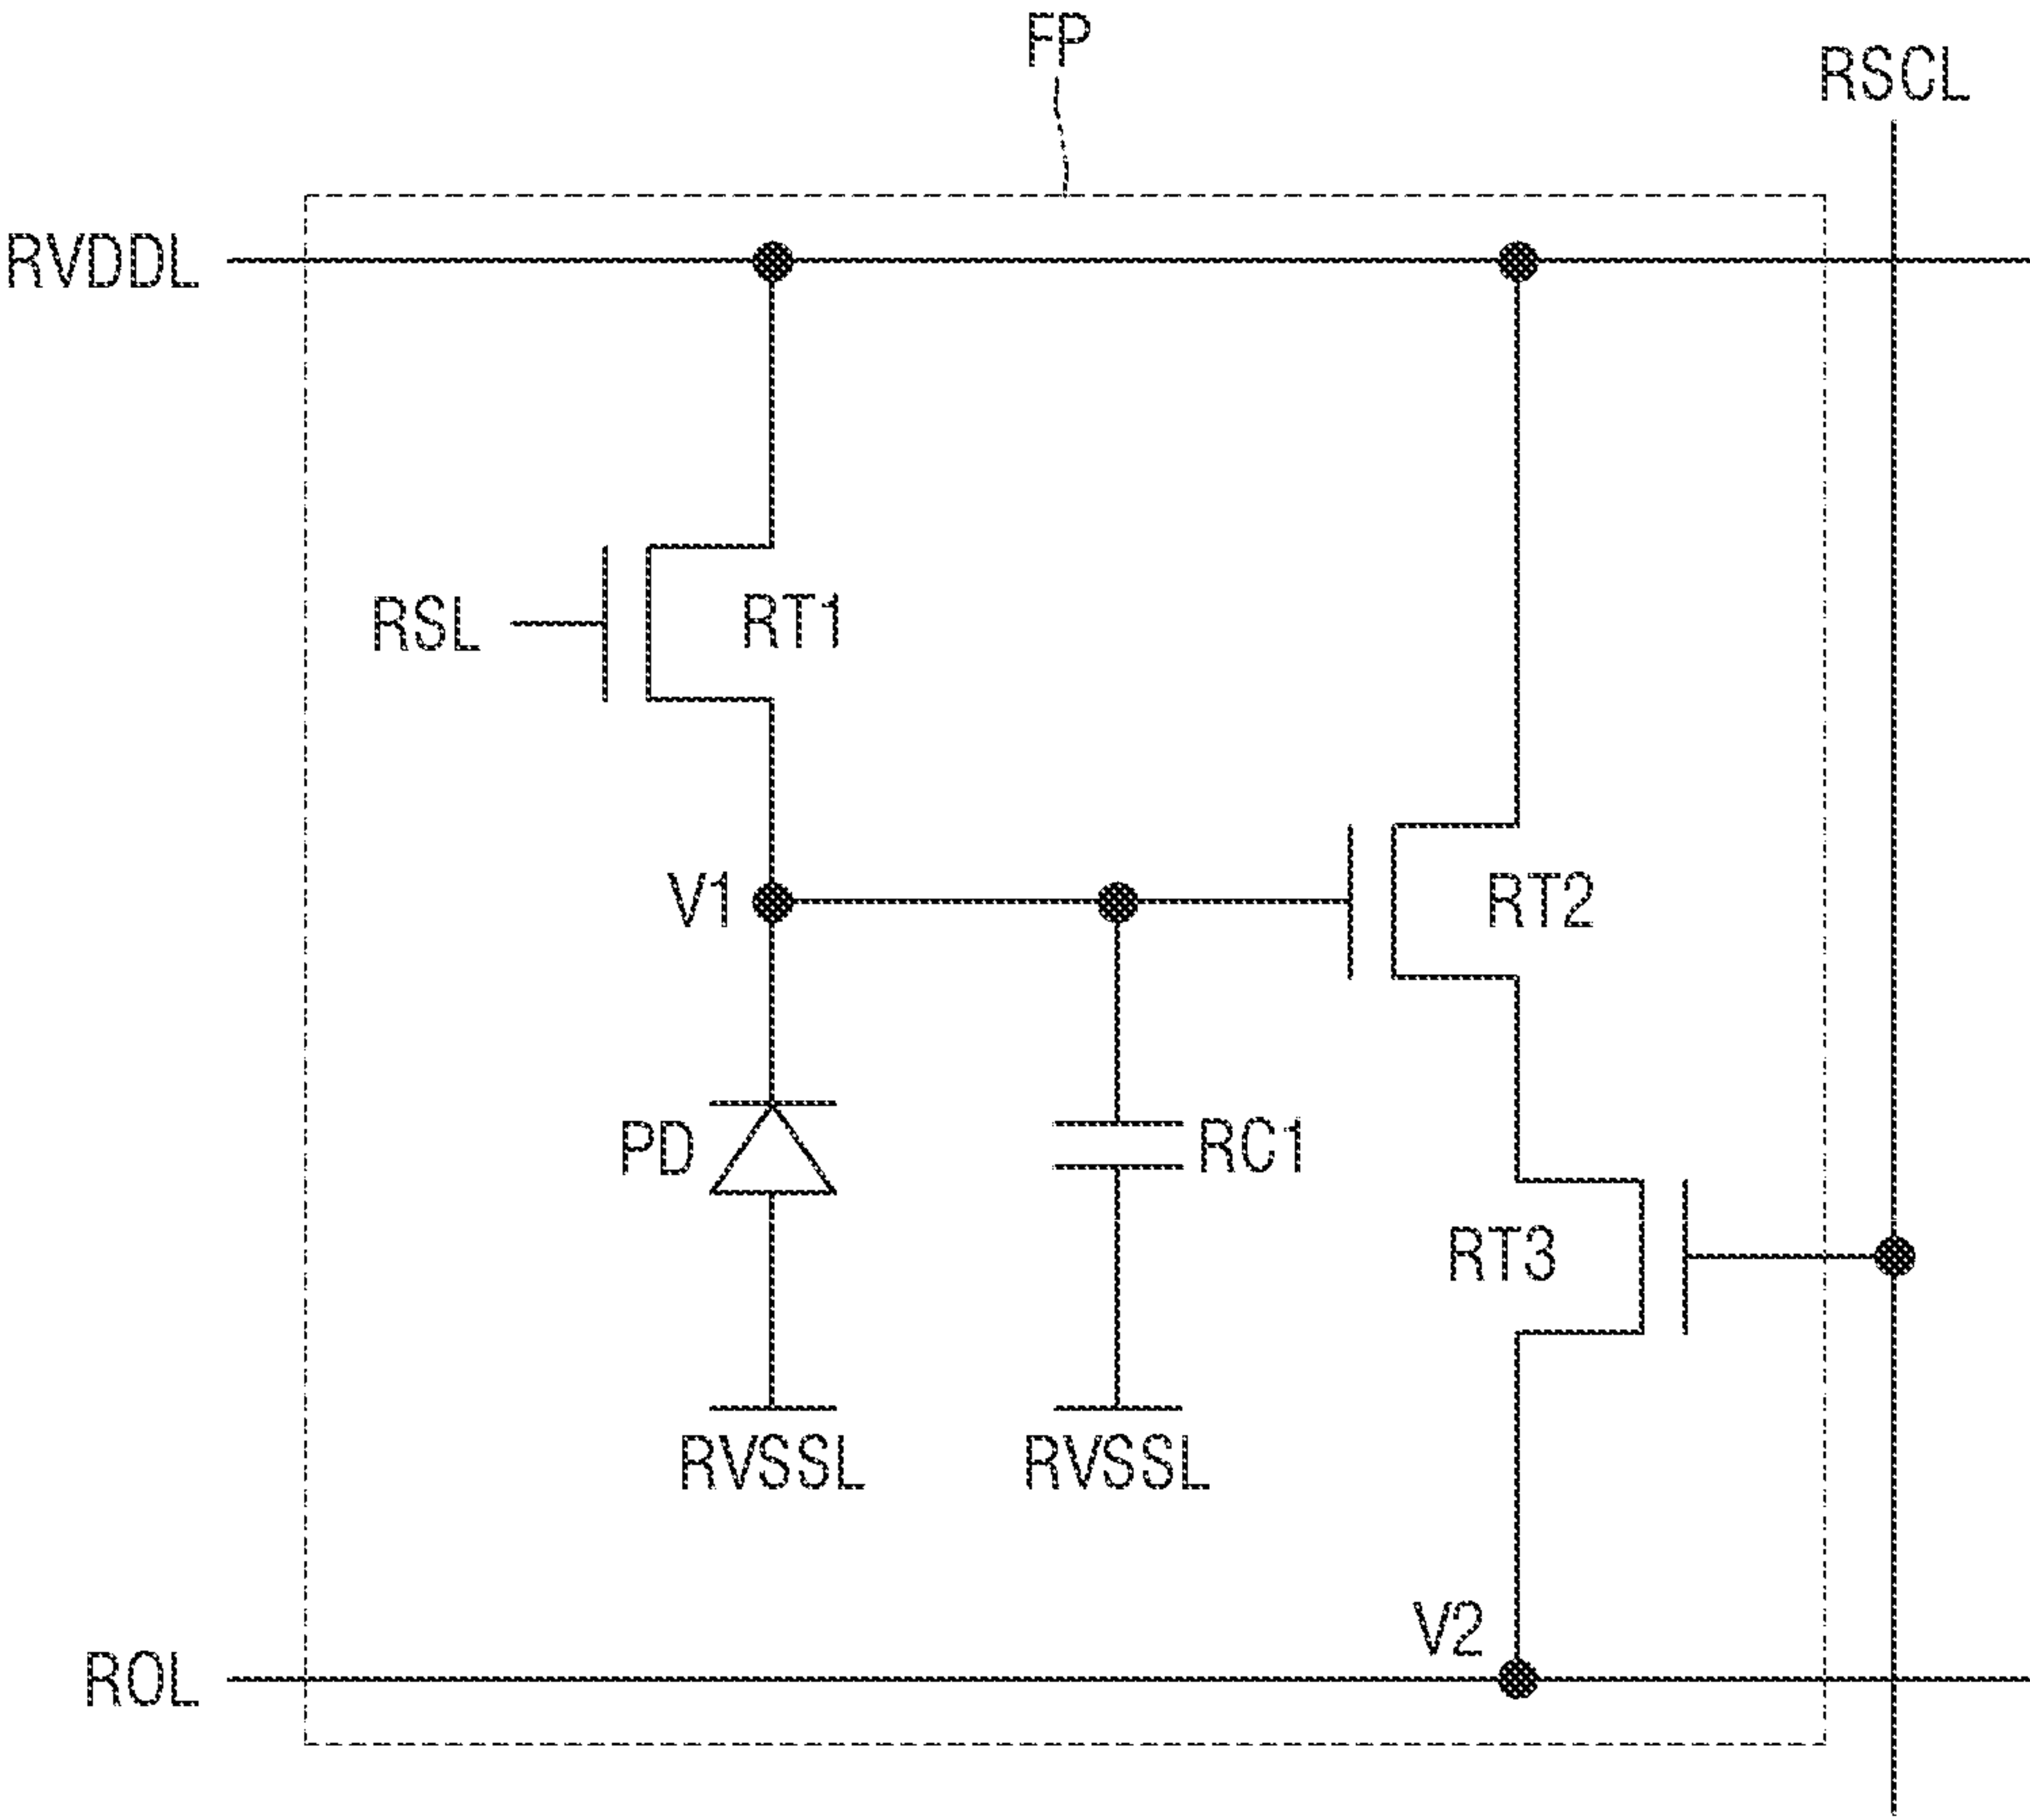 FP
RSCL
RVDDL
RSL
RT1
V1
RT2
PD
RC1
RT3
RVSSL
RVSSL
V2
ROL